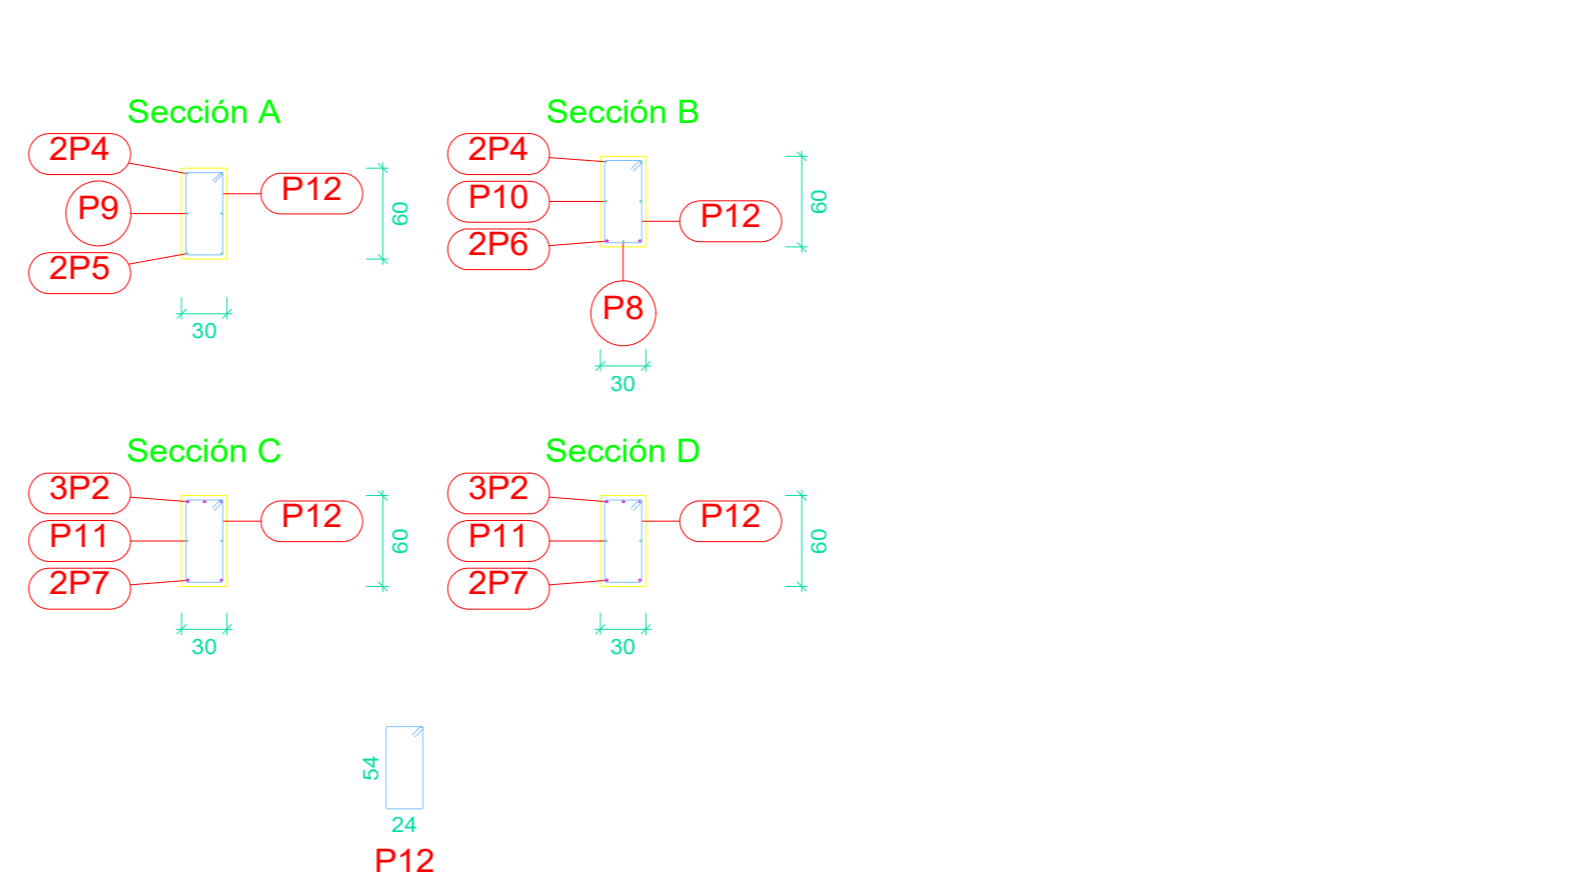 Sección A
2P4
P9
2P5
P12
60
30
Sección B
2P4
P10
2P6
P12
P8
60
30
Sección C
3P2
P11
2P7
P12
60
30
Sección D
3P2
P11
2P7
P12
60
30
54
24
P12